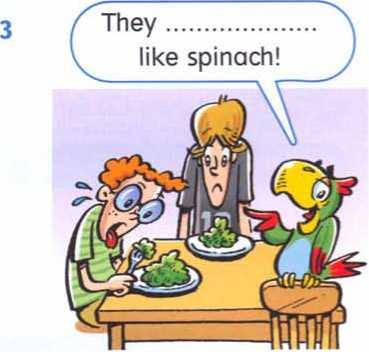 3
They ....................
like spinach!